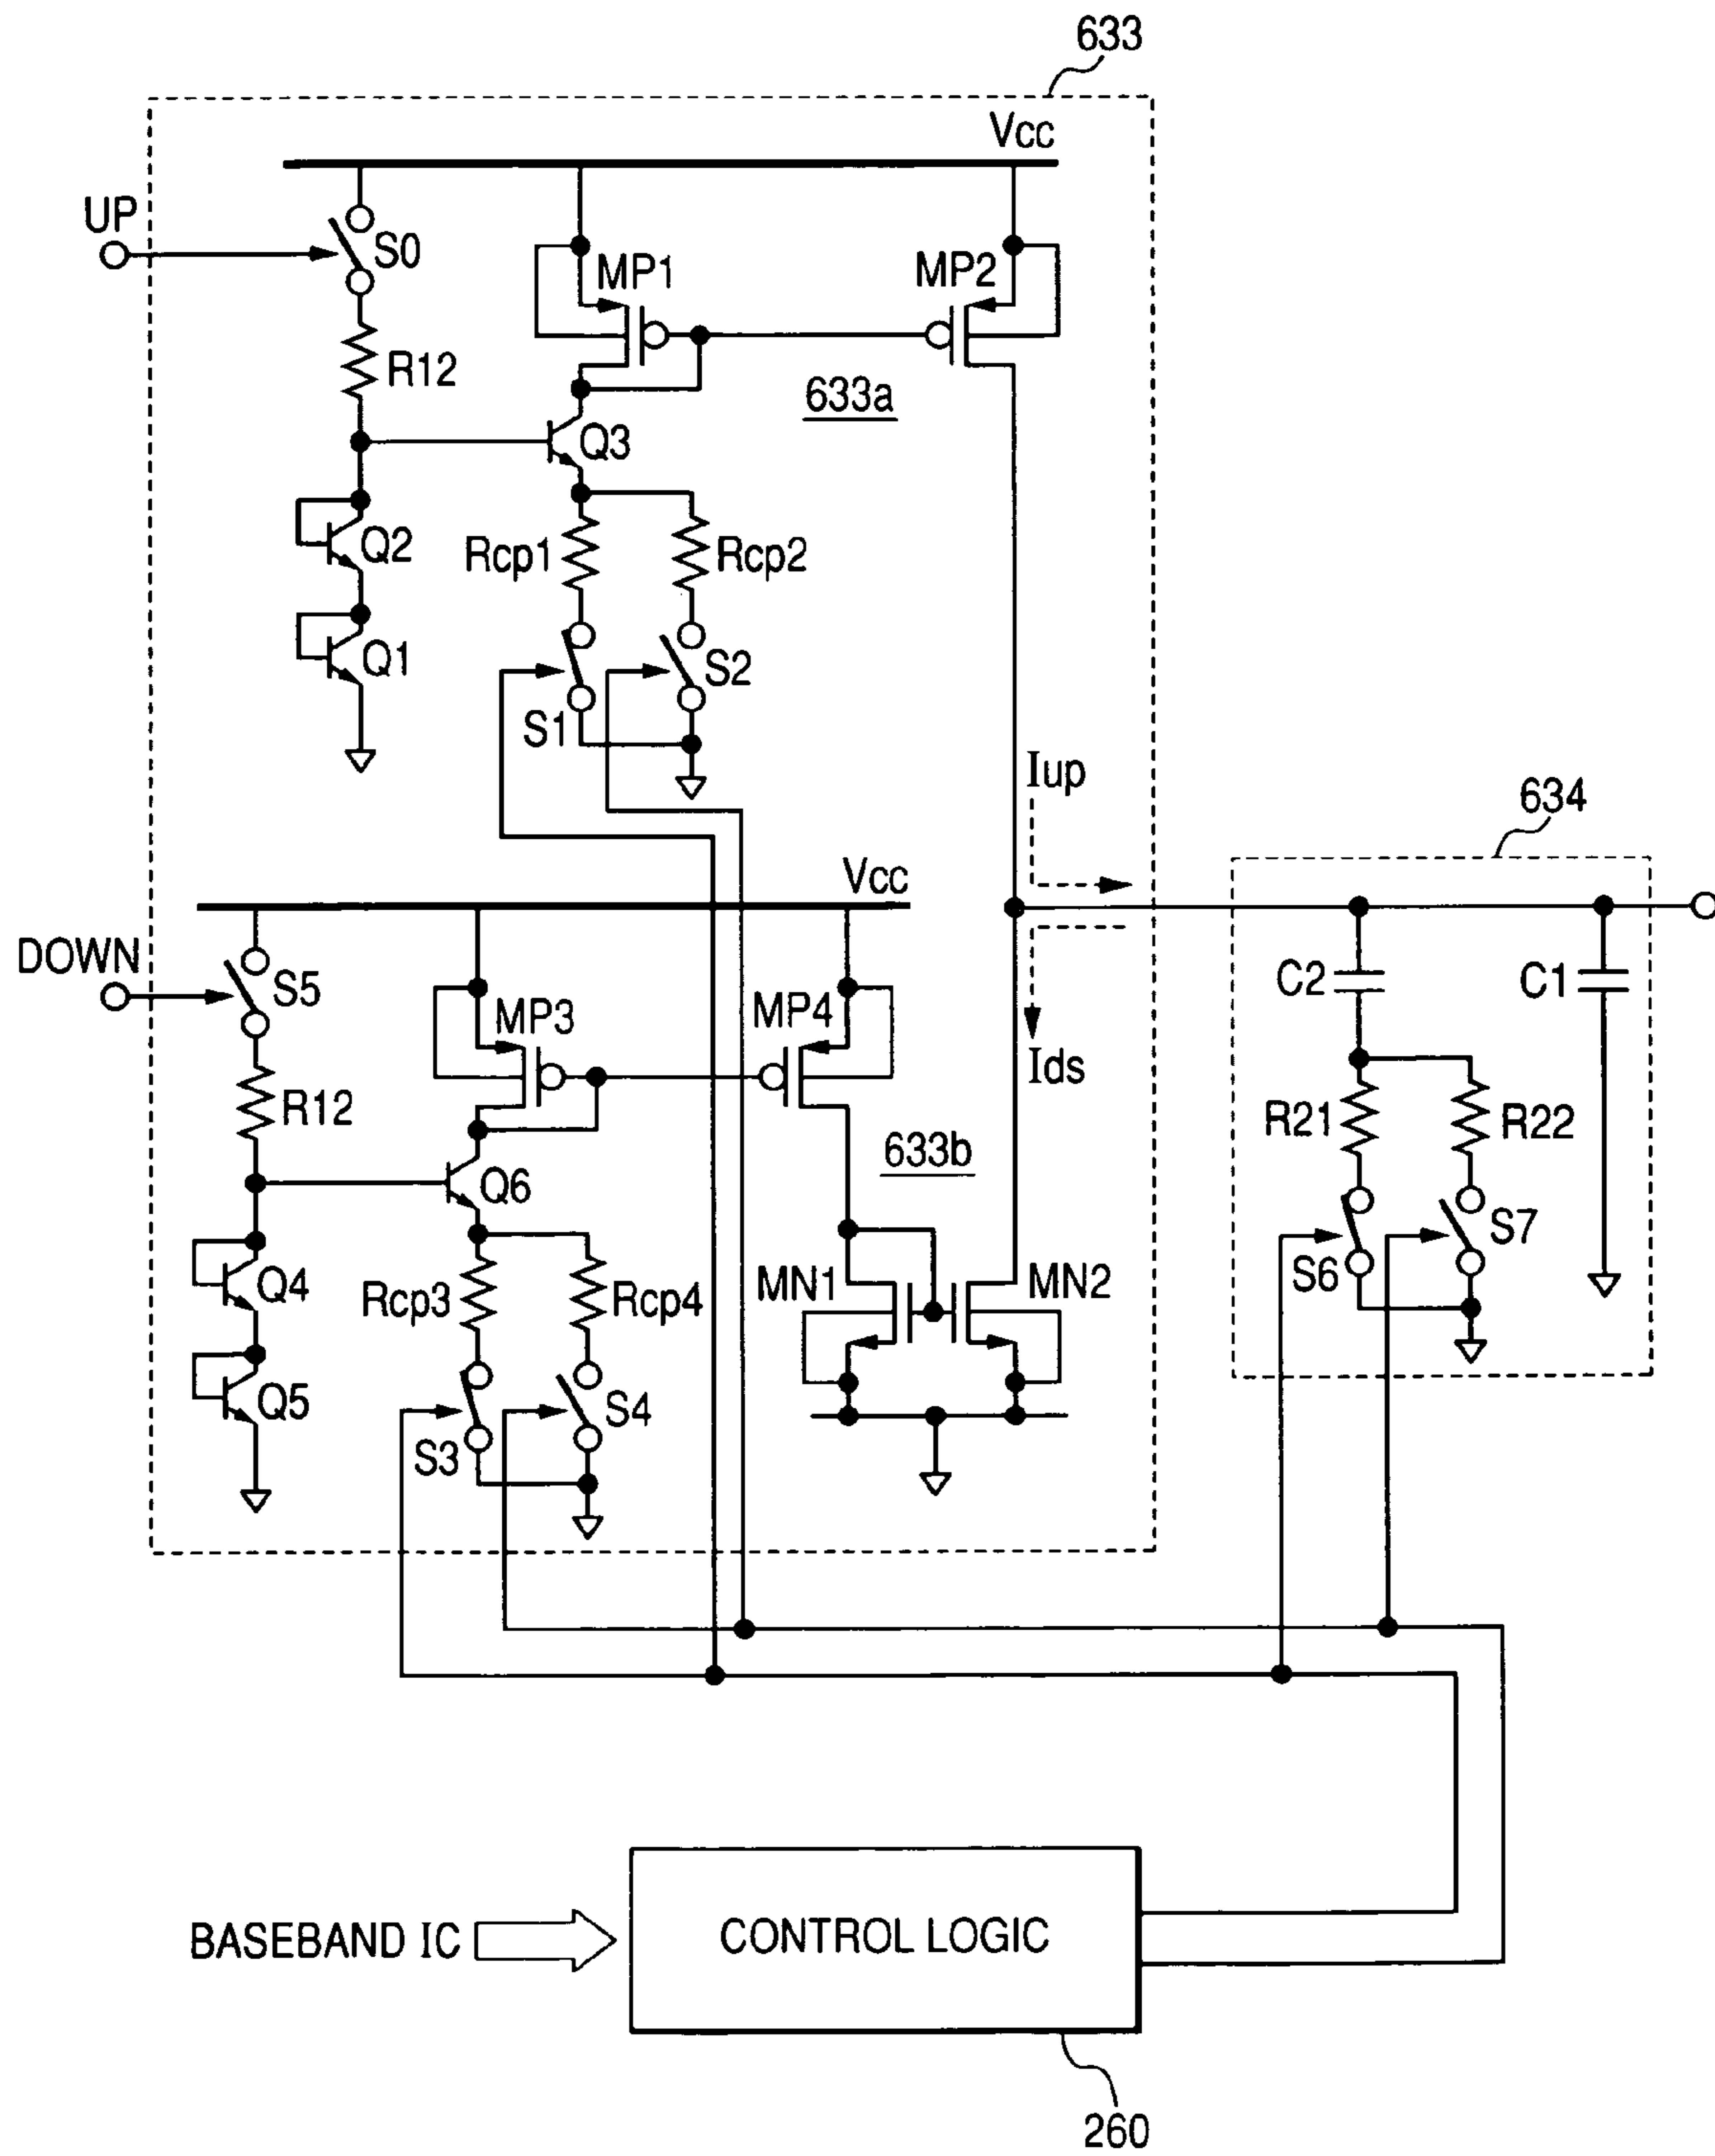 633
Vcc
UP
S0
MP1
MP2
R12
633a
Q3
Q2
Rcp1
Rcp2
Q1
S2
S1
Iup
634
Vcc
DOWN
S5
C2
C1
MP3
MP4
Ids
R12
R21
R22
633b
Q6
S7
S6
Q4
Rcp3
Rcp4
MN1
MN2
Q5
S4
S3
BASEBAND IC
CONTROL LOGIC
260